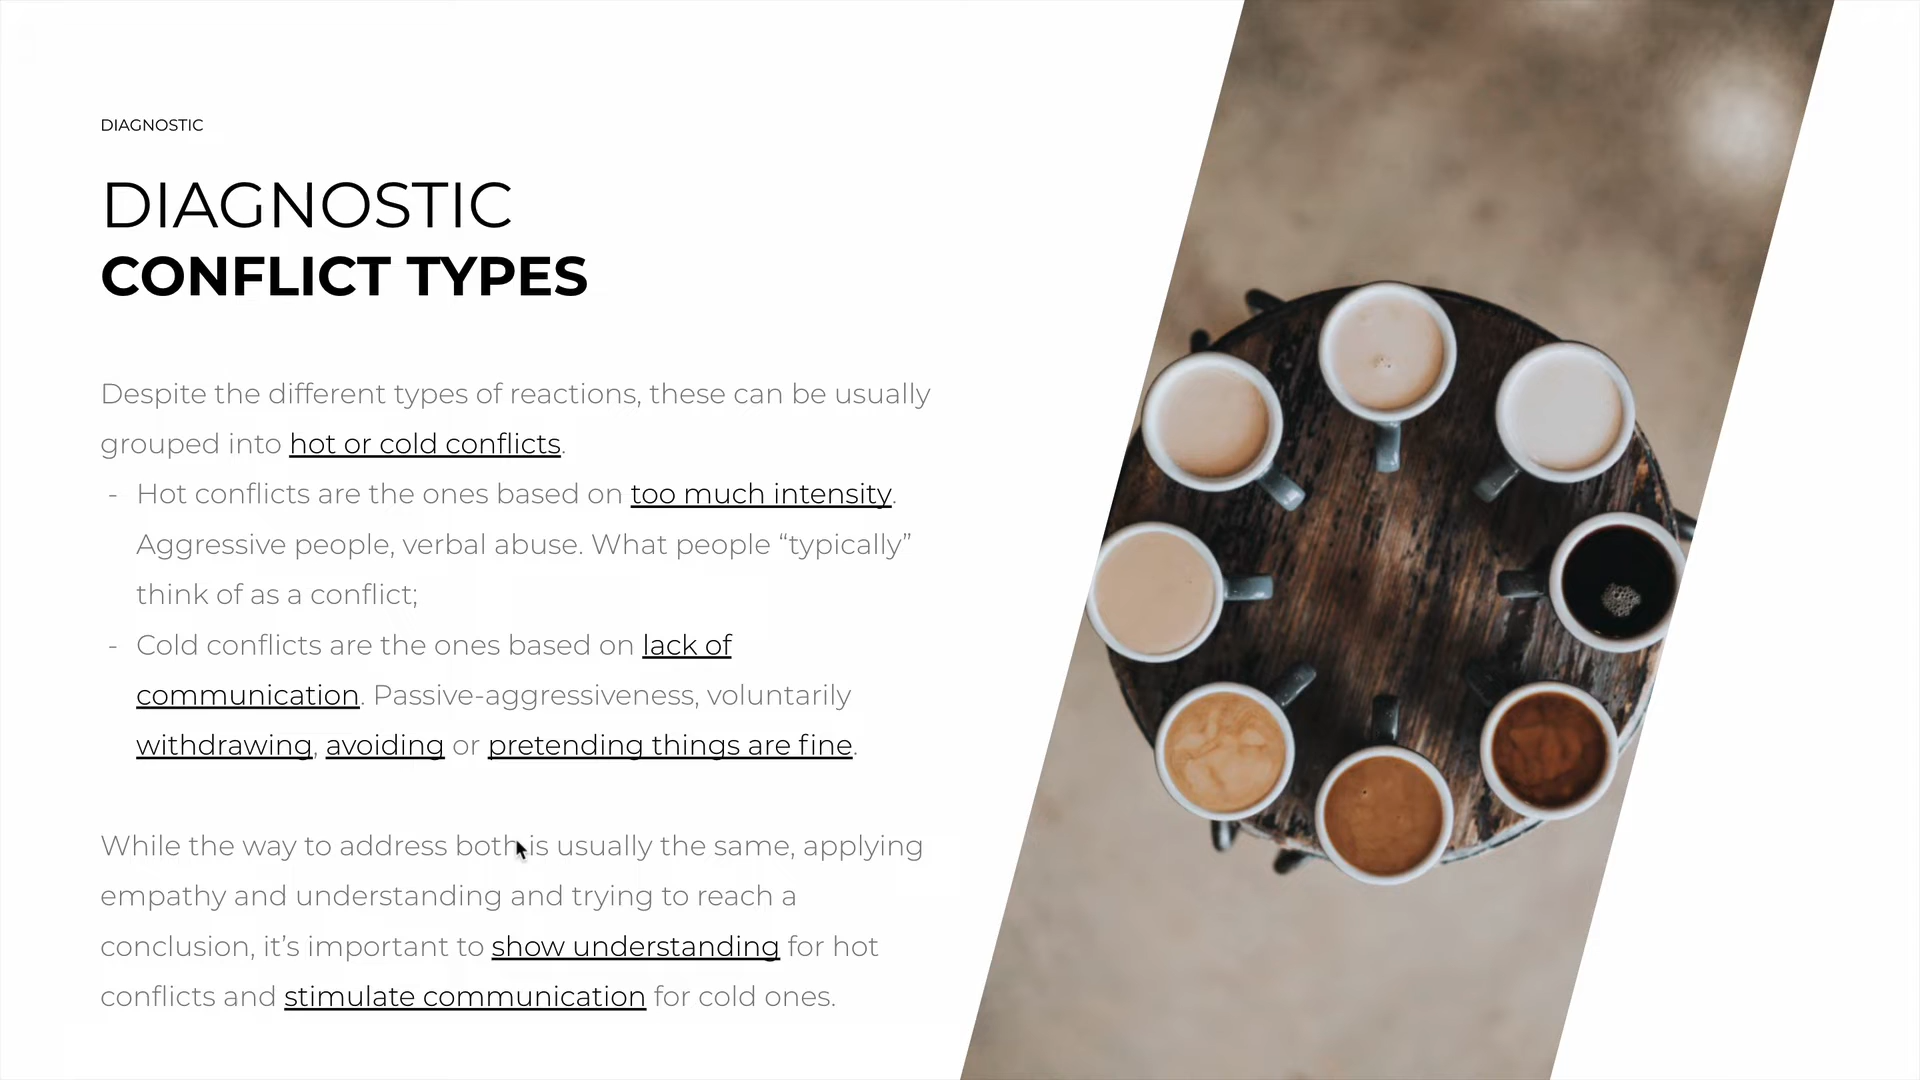 DIAGNOSTIC
DIAGNOSTIC
CONFLICT TYPES
Despite the different types of reactions, these can be usually
grouped into hot or cold conflicts.
- Hot conflicts are the ones based on too much intensity.
Aggressive people, verbal abuse. What people “typically”
think of as a conflict;
- Cold conflicts are the ones based on lack of
communication. Passive-aggressiveness, voluntarily
withdrawing, avoiding or pretending things are fine.
While the way to address both is usually the same, applying
empathy and understanding and trying to reach a
conclusion, it’s important to show understanding for hot
conflicts and stimulate communication for cold ones.